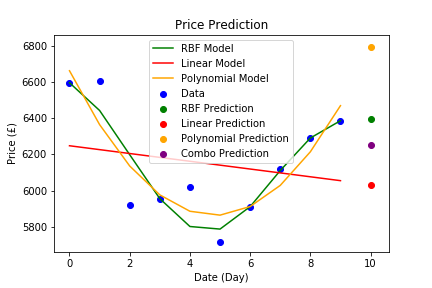 Price Prediction
6800
6600
6400
6200
6000
5800
Price (£)
RBF Model
Linear Model
Polynomial Model
Data
RBF Prediction
Linear Prediction
Polynomial Prediction
Combo Prediction
0 2 4 6 8 10
Date (Day)